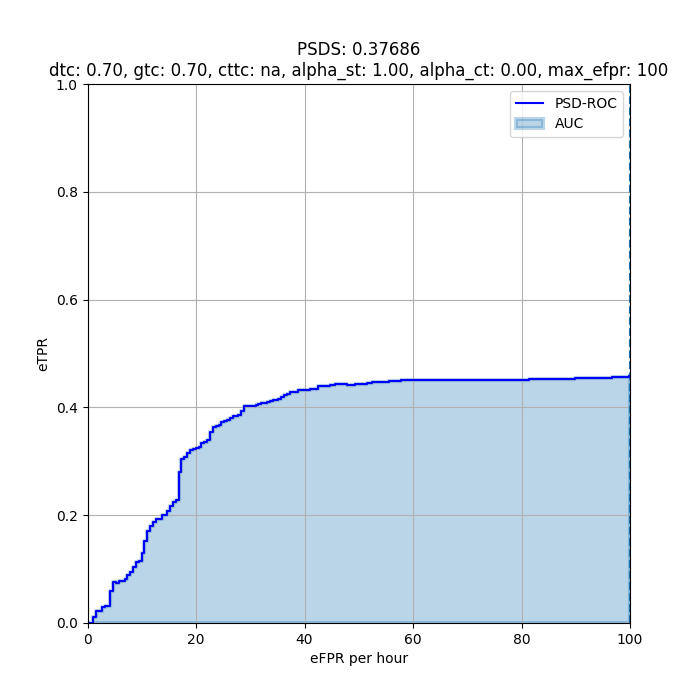 PSDS: 0.37686
dtc: 0.70, gtc: 0.70, cttc: na, alpha_st: 1.00, alpha_ct: 0.00, max_efpr: 100
PSD-ROC
AUC
1.0
0.8
0.6
0.4
0.2
0.0
eTPR
0 20 40 60 80 100
eFPR per hour